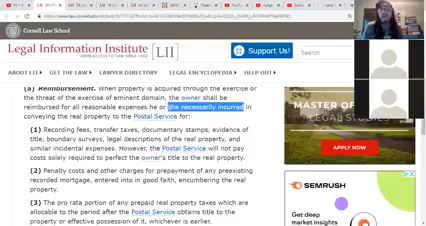 Cornell Law School
Legal Information Institute
LII
OPEN ACCESS TO LAW SINCE 1992
Support Us!
ABOUT LII
GET THE LAW
LAWYER DIRECTORY
LEGAL ENCYCLOPEDIA
HELP OUT
(a) Reimbursement. When property is acquired through the exercise or
the threat of the exercise of eminent domain, the owner shall be
reimbursed for all reasonable expenses he or she necessarily incurred in
conveying the real property to the Postal Service for:
(1) Recording fees, transfer taxes, documentary stamps, evidence of
title, boundary surveys, legal descriptions of the real property, and
similar incidental expenses. However, the Postal Service will not pay
costs solely required to perfect the owner's title to the real property.
(2) Penalty costs and other charges for prepayment of any preexisting
recorded mortgage, entered into in good faith, encumbering the real
property.
(3) The pro rata portion of any prepaid real property taxes which are
allocable to the period after the Postal Service obtains title to the
property or effective possession of it, whichever is earlier.
MASTER OF
LEGAL STUDIES
APPLY NOW
SEMRUSH
Get deep
market insights